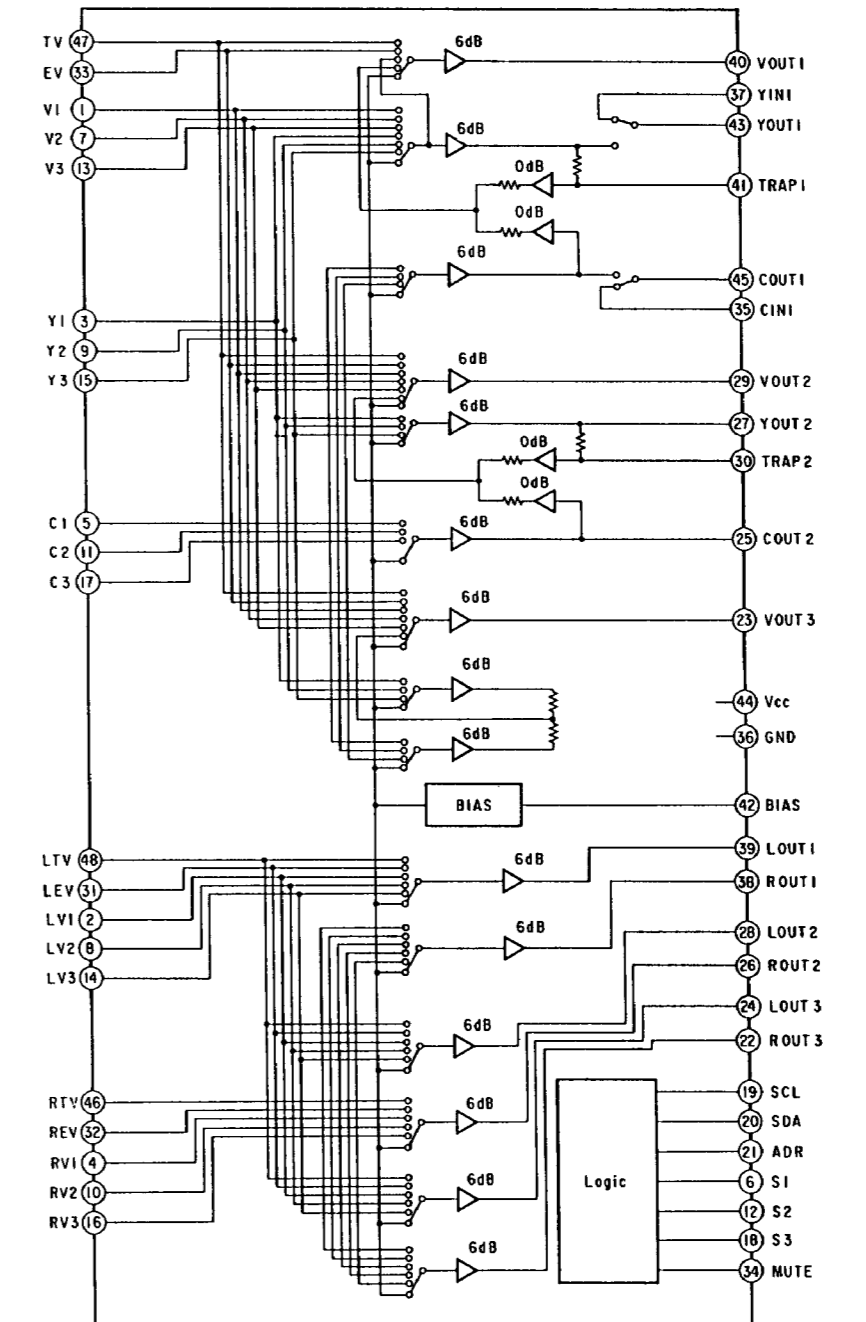 TV 47
6dB
40 VOUT1
EV 33
37 YIN1
V1 1
6dB
43 YOUT1
V2 7
V3 13
0dB
41 TRAP1
0dB
6dB
45 COUT1
35 CIN1
Y1 3
Y2 9
Y3 15
6dB
29 VOUT2
6dB
27 YOUT2
0dB
30 TRAP2
0dB
C1 5
6dB
25 COUT2
C2 11
C3 17
6dB
23 VOUT3
6dB
44 Vcc
6dB
36 GND
BIAS
42 BIAS
LTV 48
6dB
39 LOUT1
LEV 31
38 ROUT1
LV1 2
6dB
28 LOUT2
LV2 8
26 ROUT2
LV3 14
24 LOUT3
6dB
22 ROUT3
RTV 46
6dB
19 SCL
REV 32
20 SDA
RV1 4
21 ADR
6dB
Logic
6 S1
RV2 10
12 S2
RV3 16
18 S3
6dB
34 MUTE